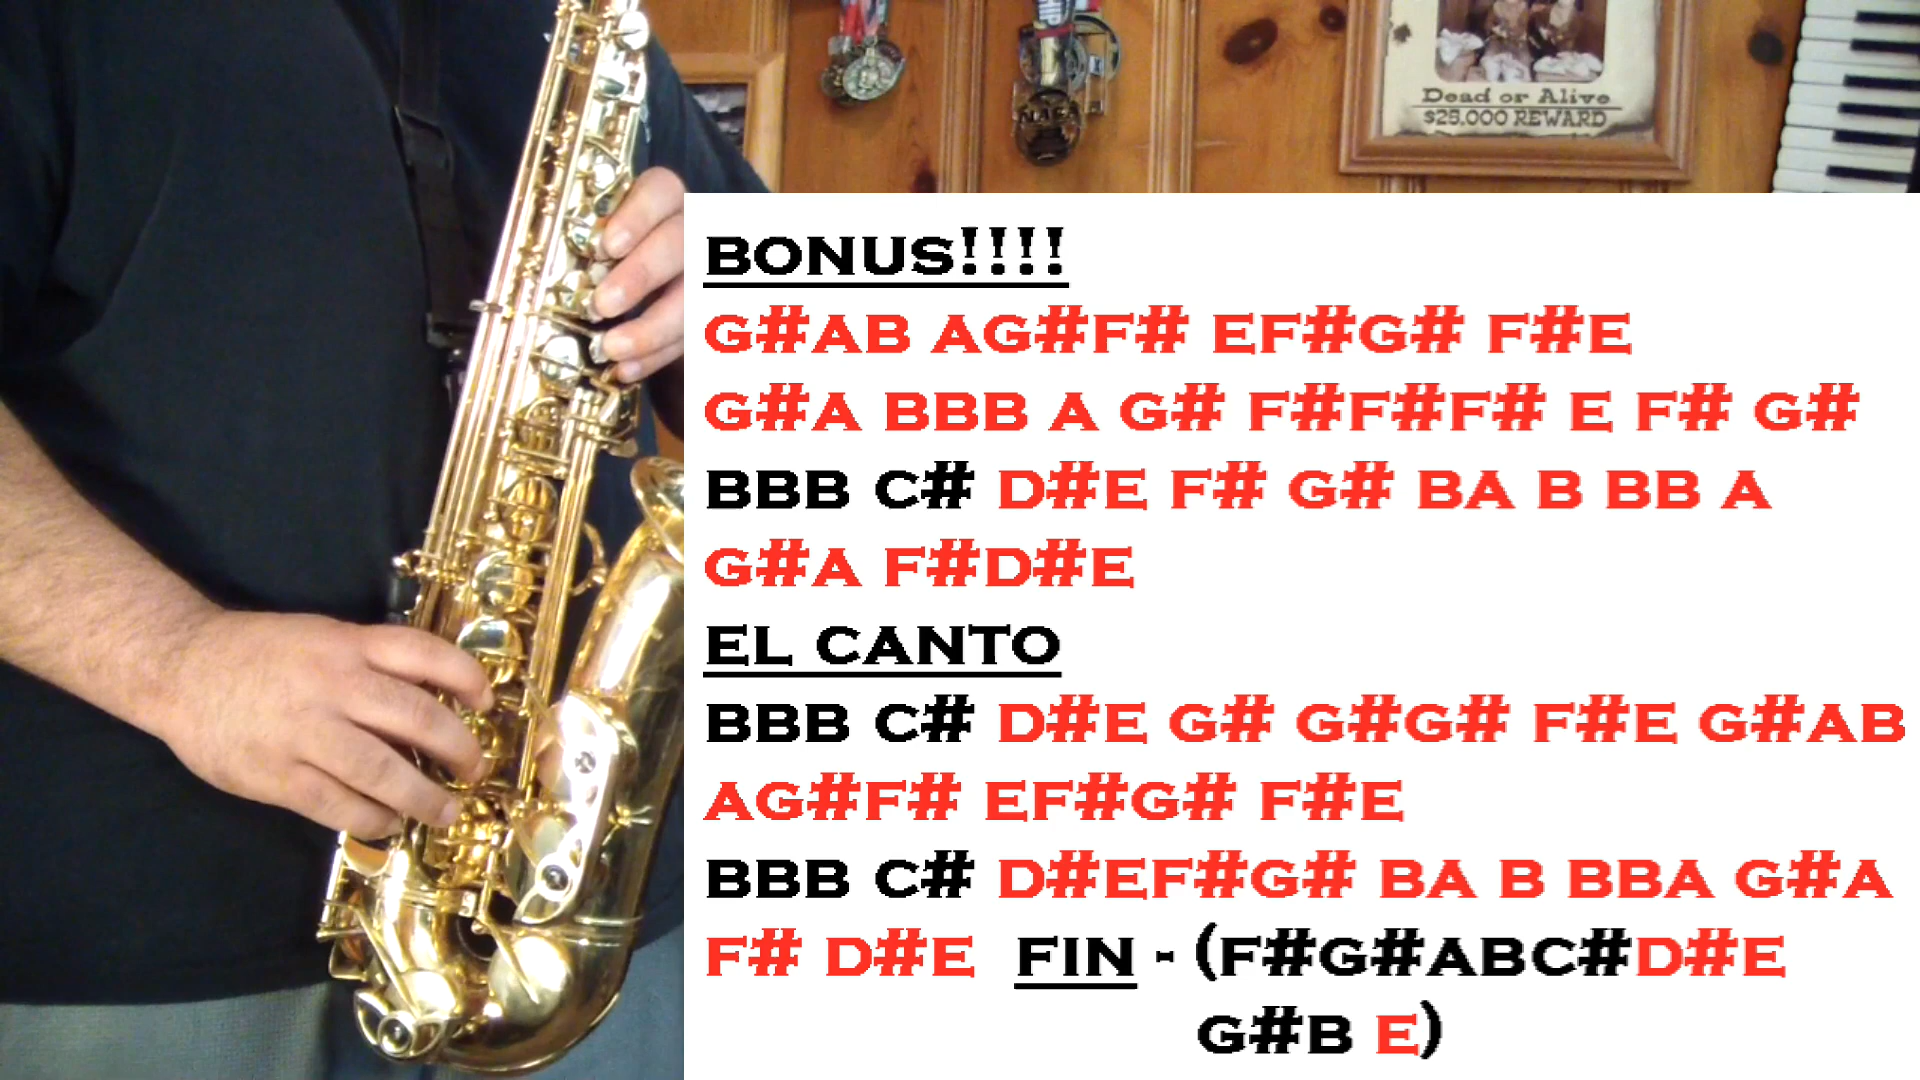 NASA
Dead or Alive
$25,000 REWARD
BONUS!!!!
G#AB AG#F# EF#G# F#E
G#A BBB A G# F#F#F# E F# G#
BBB C# D#E F# G# BA B BB A
G#A F#D#E
EL CANTO
BBB C# D#E G# G#G# F#E G#AB
AG#F# EF#G# F#E
BBB C# D#EF#G# BA B BBA G#A
F# D#E FIN - (F#G#ABC#D#E
G#B E)